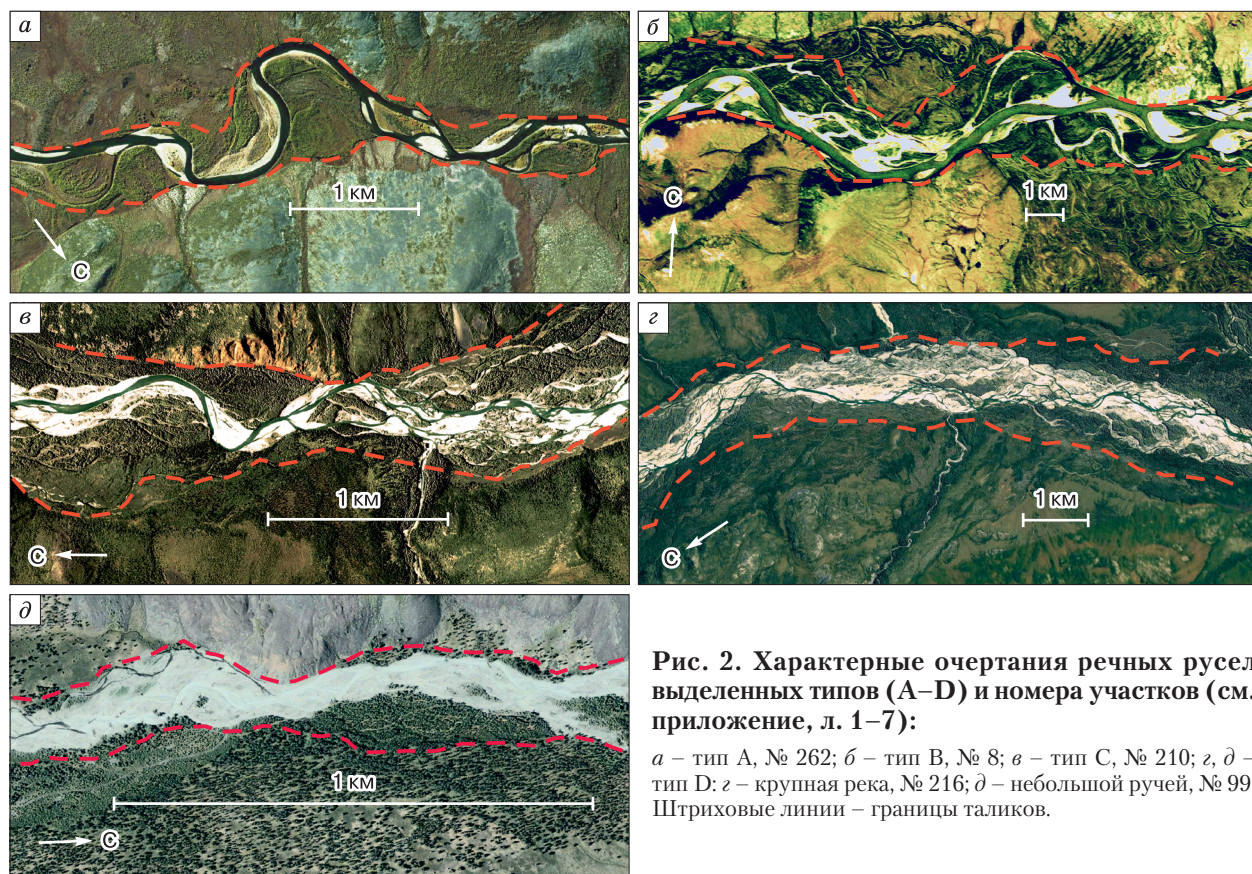 а
1 км
С
б
1 км
С
в
1 км
С
г
1 км
С
д
1 км
С
Рис. 2. Характерные очертания речных русел
выделенных типов (A–D) и номера участков (см.
приложение, л. 1–7):
а – тип A, № 262; б – тип B, № 8; в – тип C, № 210; г, д –
тип D: г – крупная река, № 216; д – небольшой ручей, № 99.
Штриховые линии – границы таликов.